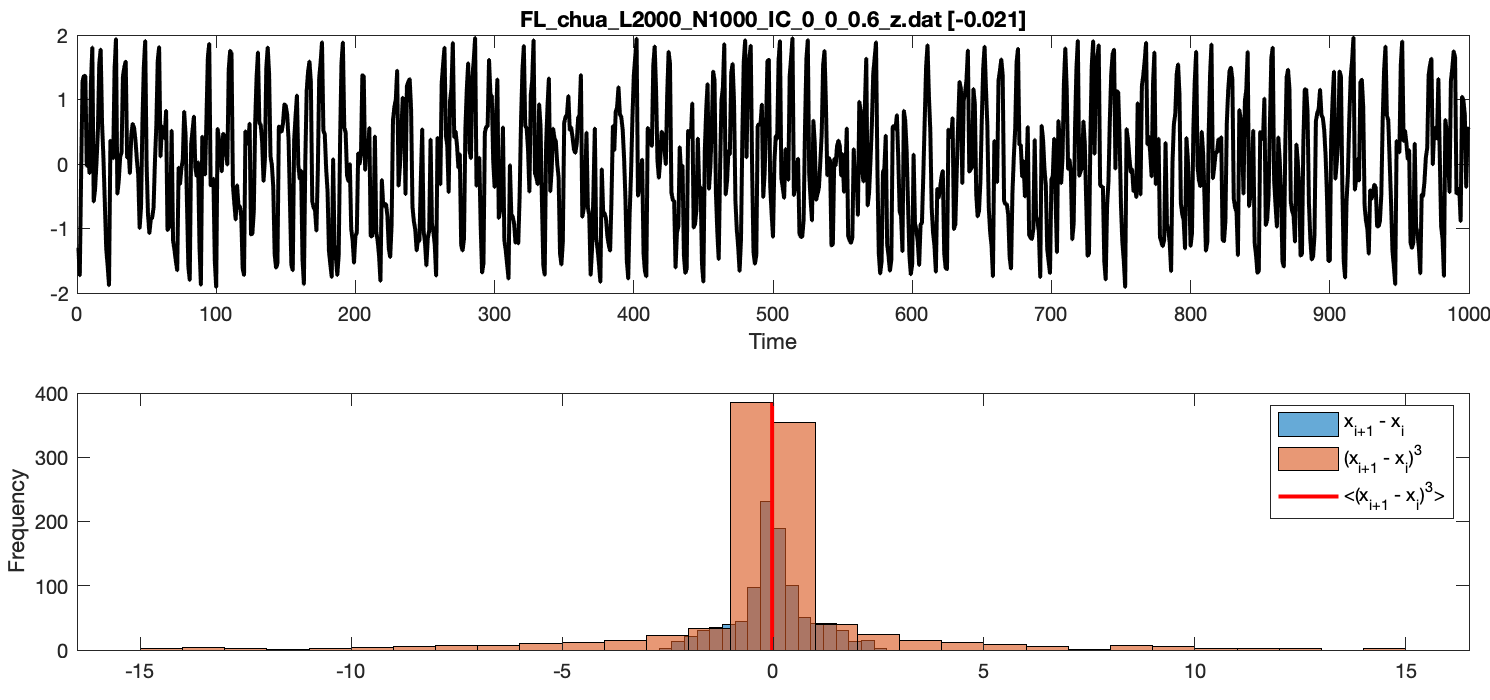 FL_chua_L2000_N1000_IC_0_0_0.6_z.dat [-0.021]
2
1
0
-1
-2
0 100 200 300 400 500 600 700 800 900 1000
Time
400
300
200
100
0
Frequency
x_{i+1} - x_i
(x_{i+1} - x_i)^3
<(x_{i+1} - x_i)^3>
-15 -10 -5 0 5 10 15